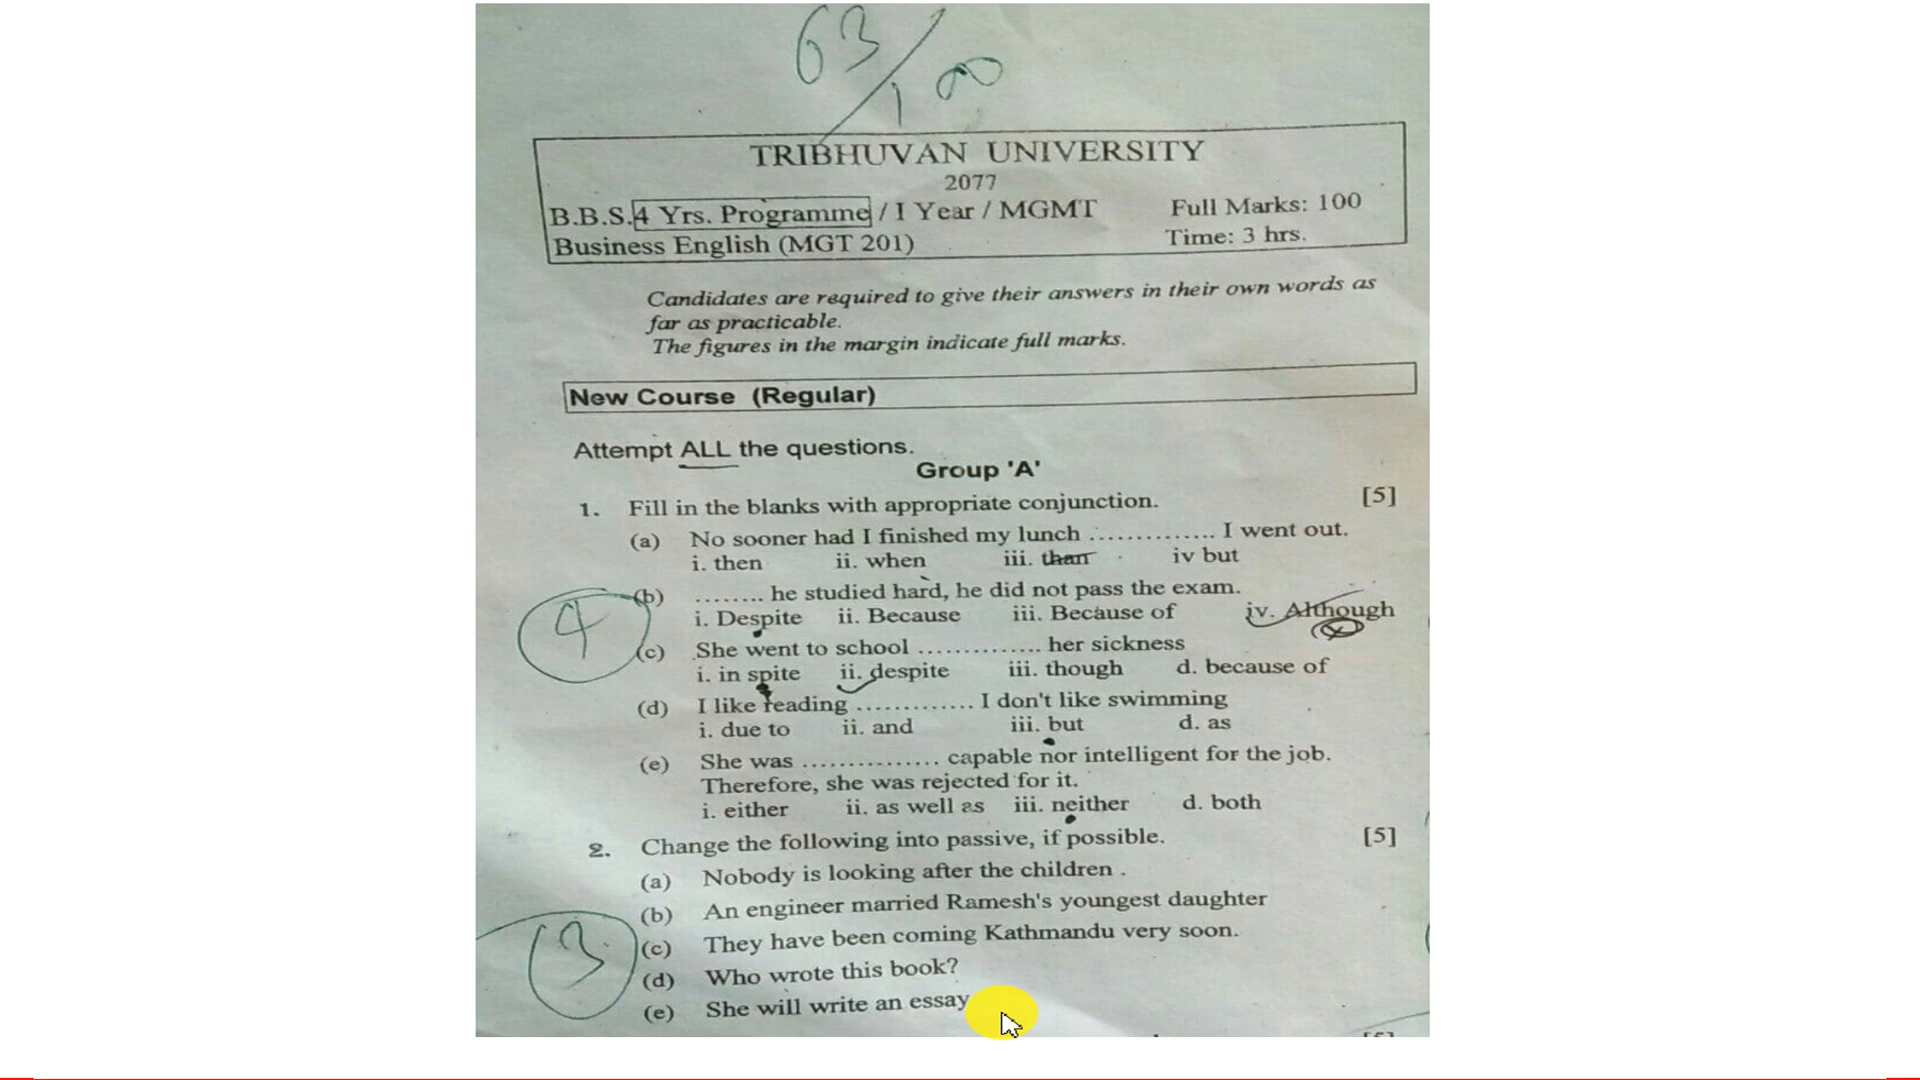 63/100
TRIBHUVAN UNIVERSITY
2077
B.B.S. 4 Yrs. Programme / I Year / MGMT Full Marks: 100
Business English (MGT 201) Time: 3 hrs.
Candidates are required to give their answers in their own words as
far as practicable.
The figures in the margin indicate full marks.
New Course (Regular)
Attempt ALL the questions.
Group 'A'
1. Fill in the blanks with appropriate conjunction. [5]
(a) No sooner had I finished my lunch .............. I went out.
i. then ii. when iii. than iv but
(b) ........ he studied hard, he did not pass the exam.
i. Despite ii. Because iii. Because of iv. Although
4
(c) She went to school .............. her sickness
i. in spite ii. despite iii. though d. because of
(d) I like reading ............. I don't like swimming
i. due to ii. and iii. but d. as
(e) She was ............... capable nor intelligent for the job.
Therefore, she was rejected for it.
i. either ii. as well as iii. neither d. both
2. Change the following into passive, if possible. [5]
(a) Nobody is looking after the children .
(b) An engineer married Ramesh's youngest daughter
(c) They have been coming Kathmandu very soon.
3
(d) Who wrote this book?
(e) She will write an essay